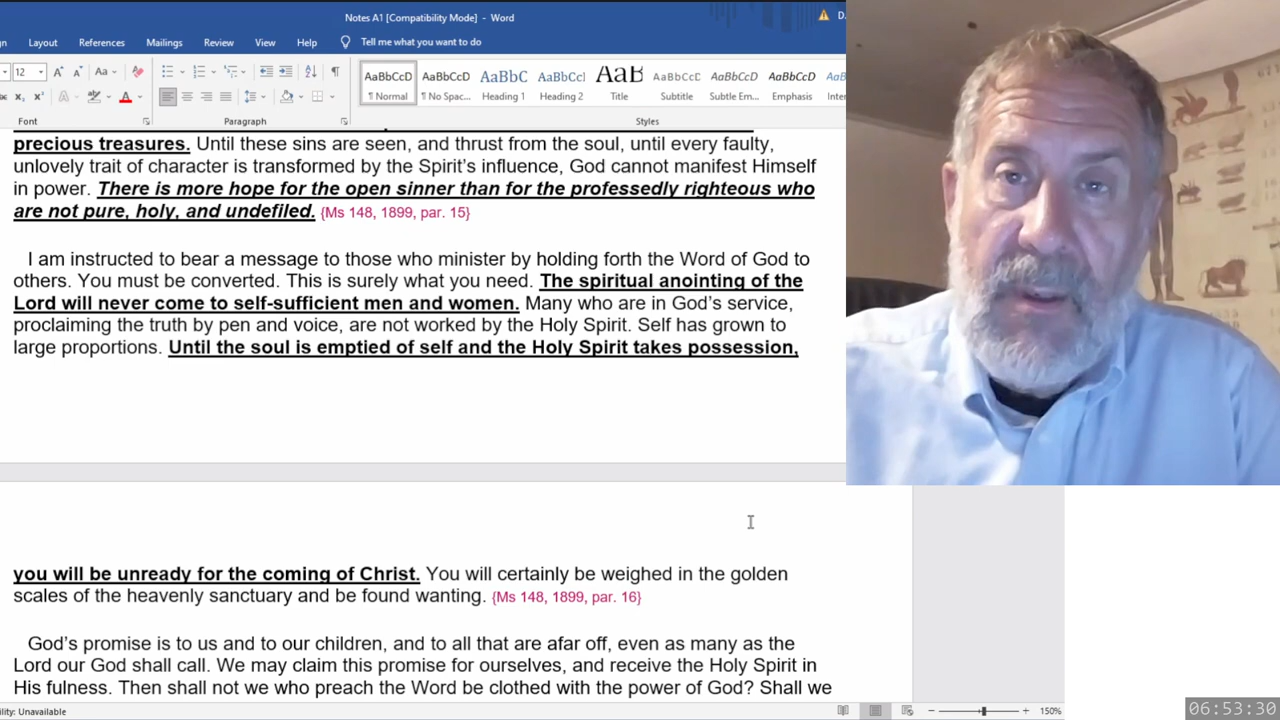 Notes A1 [Compatibility Mode] - Word
D.
gn Layout References Mailings Review View Help Tell me what you want to do
12 Aa
AaBbCcD AaBbCcD AaBbC AaBbCcI AaB AaBbCcD AaBbCcD AaBbCcD AaB
¶ Normal ¶ No Spac... Heading 1 Heading 2 Title Subtitle Subtle Em... Emphasis Inter
Font Paragraph Styles
precious treasures. Until these sins are seen, and thrust from the soul, until every faulty,
unlovely trait of character is transformed by the Spirit’s influence, God cannot manifest Himself
in power. There is more hope for the open sinner than for the professedly righteous who
are not pure, holy, and undefiled. {Ms 148, 1899, par. 15}
I am instructed to bear a message to those who minister by holding forth the Word of God to
others. You must be converted. This is surely what you need. The spiritual anointing of the
Lord will never come to self-sufficient men and women. Many who are in God’s service,
proclaiming the truth by pen and voice, are not worked by the Holy Spirit. Self has grown to
large proportions. Until the soul is emptied of self and the Holy Spirit takes possession,
you will be unready for the coming of Christ. You will certainly be weighed in the golden
scales of the heavenly sanctuary and be found wanting. {Ms 148, 1899, par. 16}
God’s promise is to us and to our children, and to all that are afar off, even as many as the
Lord our God shall call. We may claim this promise for ourselves, and receive the Holy Spirit in
His fulness. Then shall not we who preach the Word be clothed with the power of God? Shall we
ility: Unavailable
150%
06:53:30